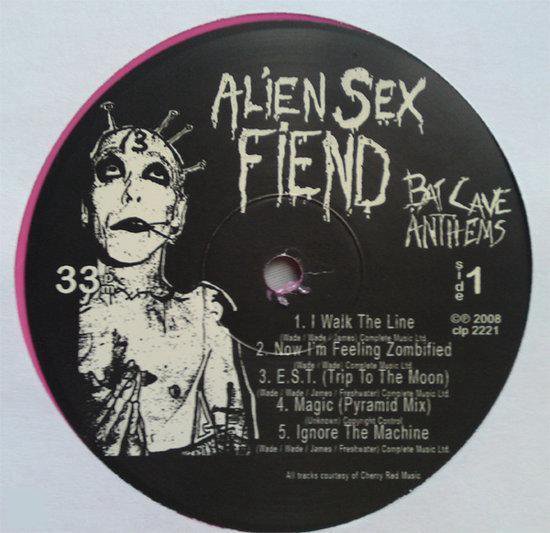 ALIEN SEX
FIEND
BAT CAVE
ANTHEMS
13
33
side
1
℗© 2008
clp 2221
1. I Walk The Line
(Wade / Wade / James) Complete Music Ltd.
2. Now I'm Feeling Zombified
(Wade / Wade) Complete Music Ltd.
3. E.S.T. (Trip To The Moon)
(Wade / Wade / James / Freshwater) Complete Music Ltd.
4. Magic (Pyramid Mix)
(Unknown) Copyright Control
5. Ignore The Machine
(Wade / Wade / James / Freshwater) Complete Music Ltd.
All tracks courtesy of Cherry Red Music